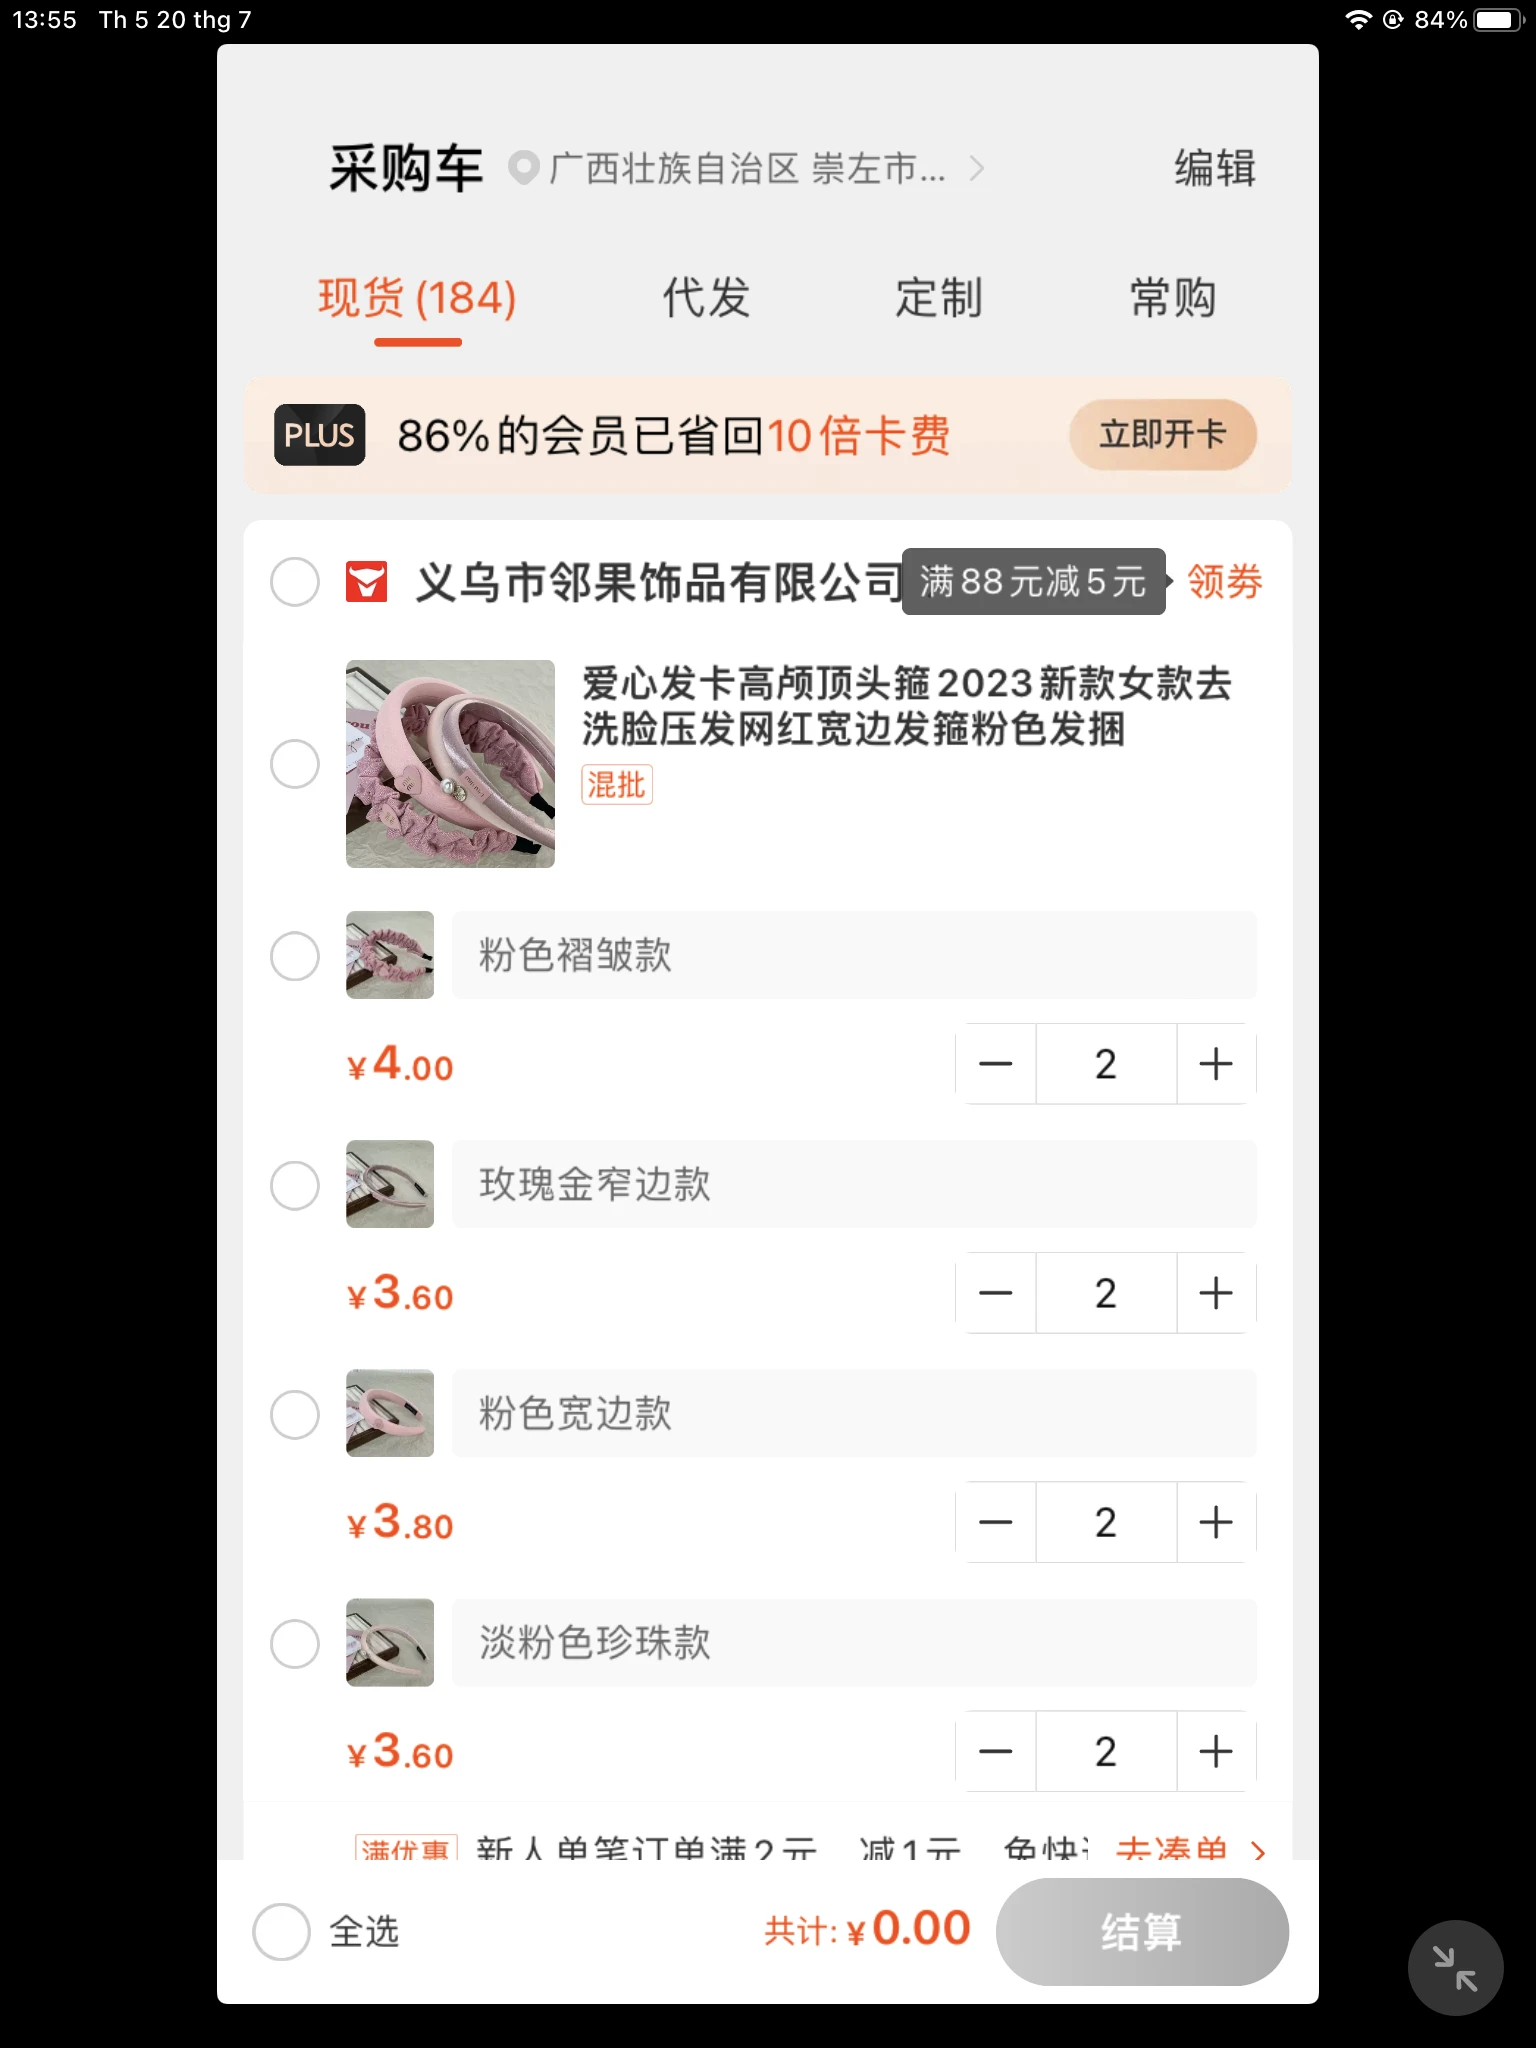 13:55 Th 5 20 thg 7 84%
采购车 广西壮族自治区 崇左市... 编辑
现货 (184) 代发 定制 常购
PLUS 86%的会员已省回10倍卡费 立即开卡
义乌市邻果饰品有限公司 满88元减5元 领券
爱心发卡高颅顶头箍2023新款女款去
洗脸压发网红宽边发箍粉色发捆
混批
粉色褶皱款
¥4.00 2
玫瑰金窄边款
¥3.60 2
粉色宽边款
¥3.80 2
淡粉色珍珠款
¥3.60 2
满优惠 新人单笔订单满2元 减1元 免快 去凑单
全选 共计: ¥0.00 结算